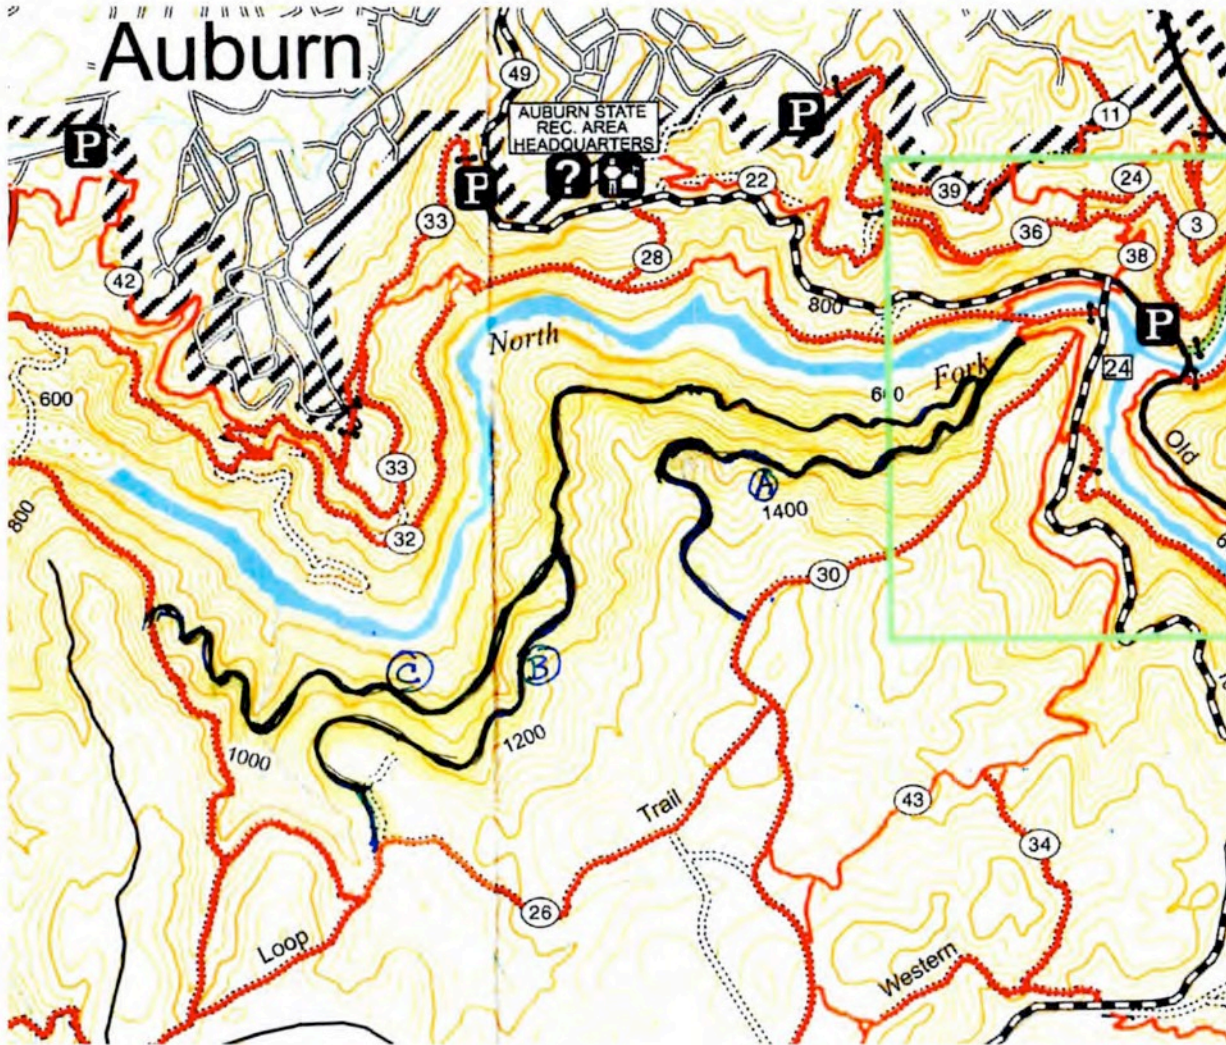 Auburn
49
AUBURN STATE
REC. AREA
HEADQUARTERS
P
P
11
P
?
22
39
24
33
36
3
28
38
42
800
P
North
Fork
24
600
Old
A
33
1400
800
32
30
C
B
1200
1000
Trail
43
34
26
Loop
Western